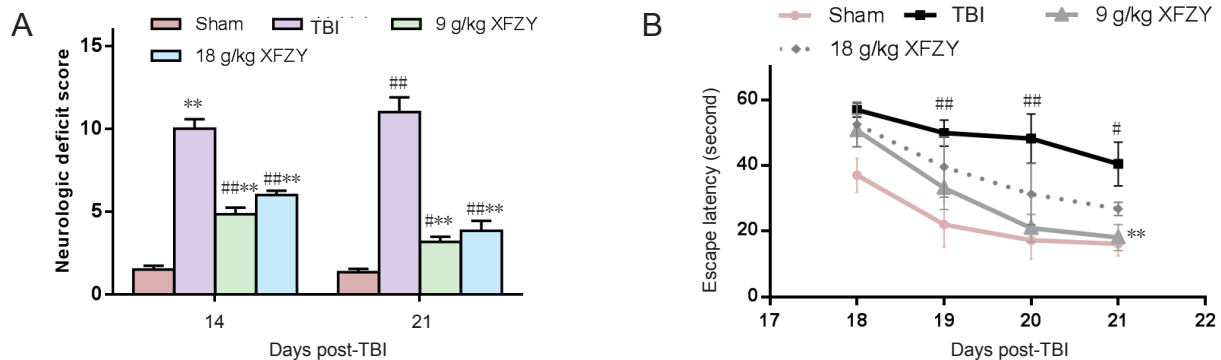 A
Sham
TBI
9 g/kg XFZY
18 g/kg XFZY
Neurologic deficit score
15
10
5
0
**
##**
##**
##
#**
##**
14
21
Days post-TBI
B
Sham
TBI
9 g/kg XFZY
18 g/kg XFZY
Escape latency (second)
60
40
20
0
##
##
#
**
17
18
19
20
21
22
Days post-TBI